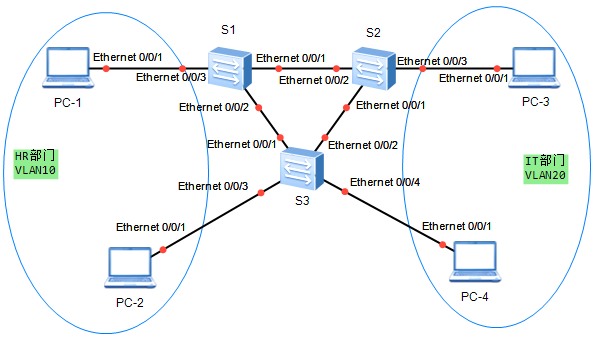 S1
S2
Ethernet 0/0/1
Ethernet 0/0/1
Ethernet 0/0/3
Ethernet 0/0/3
Ethernet 0/0/2
Ethernet 0/0/1
PC-1
PC-3
Ethernet 0/0/2
Ethernet 0/0/1
Ethernet 0/0/1
Ethernet 0/0/2
HR部门
VLAN10
IT部门
VLAN20
Ethernet 0/0/3
Ethernet 0/0/4
S3
Ethernet 0/0/1
Ethernet 0/0/1
PC-2
PC-4